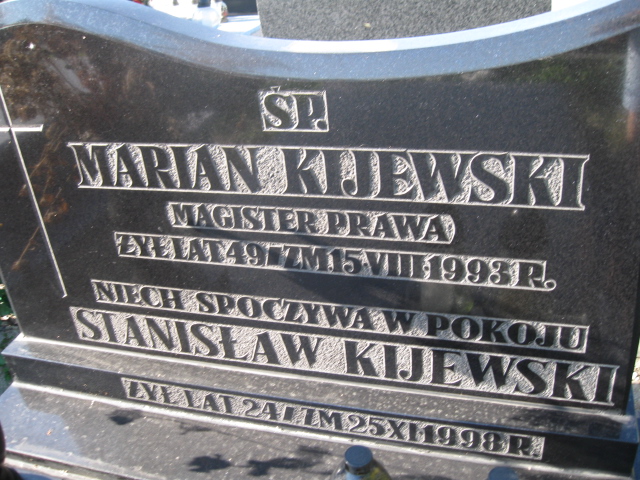 ŚP.
MARIAN KIJEWSKI
MAGISTER PRAWA
ŻYŁ LAT 49 ZM. 15 VIII 1993 R.
NIECH SPOCZYWA W POKOJU
STANISŁAW KIJEWSKI
ŻYŁ LAT 24 ZM 25 XI 1998 R.